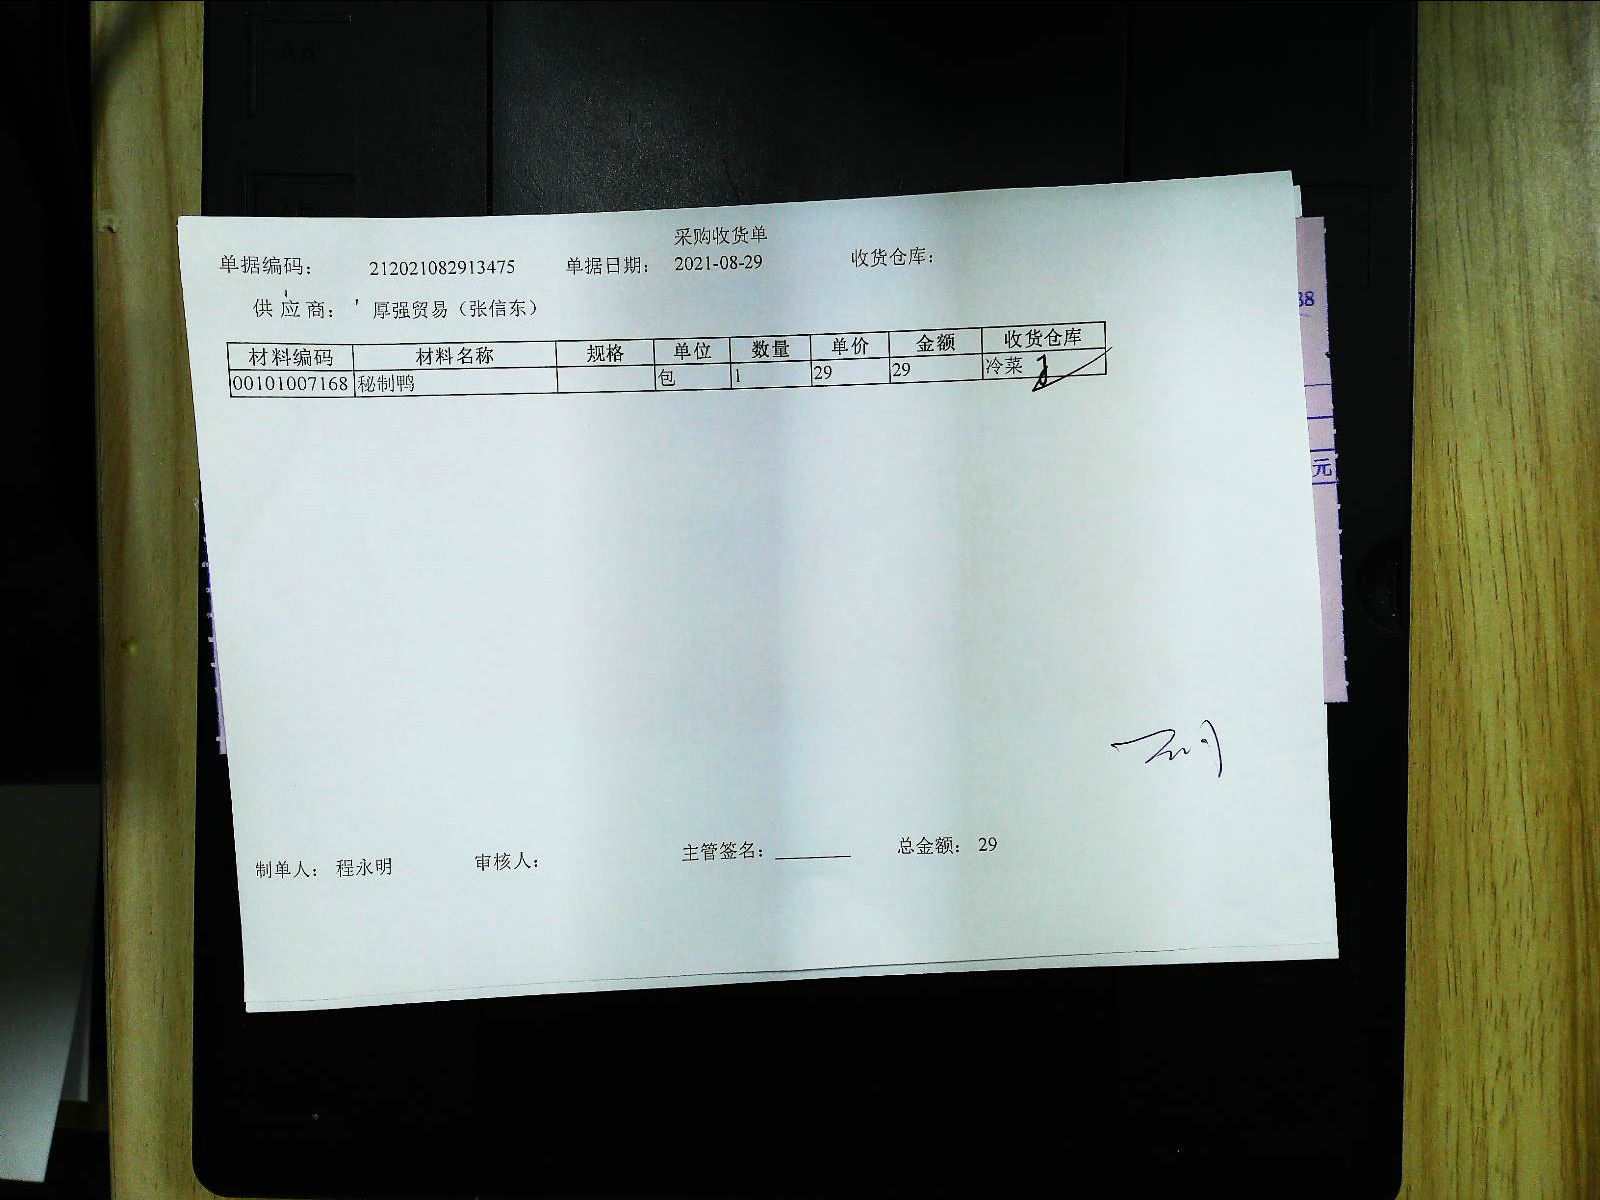 采购收货单
单据编码： 212021082913475 单据日期： 2021-08-29 收货仓库：
供应商： 厚强贸易（张信东）
材料编码 材料名称 规格 单位 数量 单价 金额 收货仓库
00101007168 秘制鸭 包 1 29 29 冷菜
元
制单人： 程永明 审核人： 主管签名： 总金额： 29